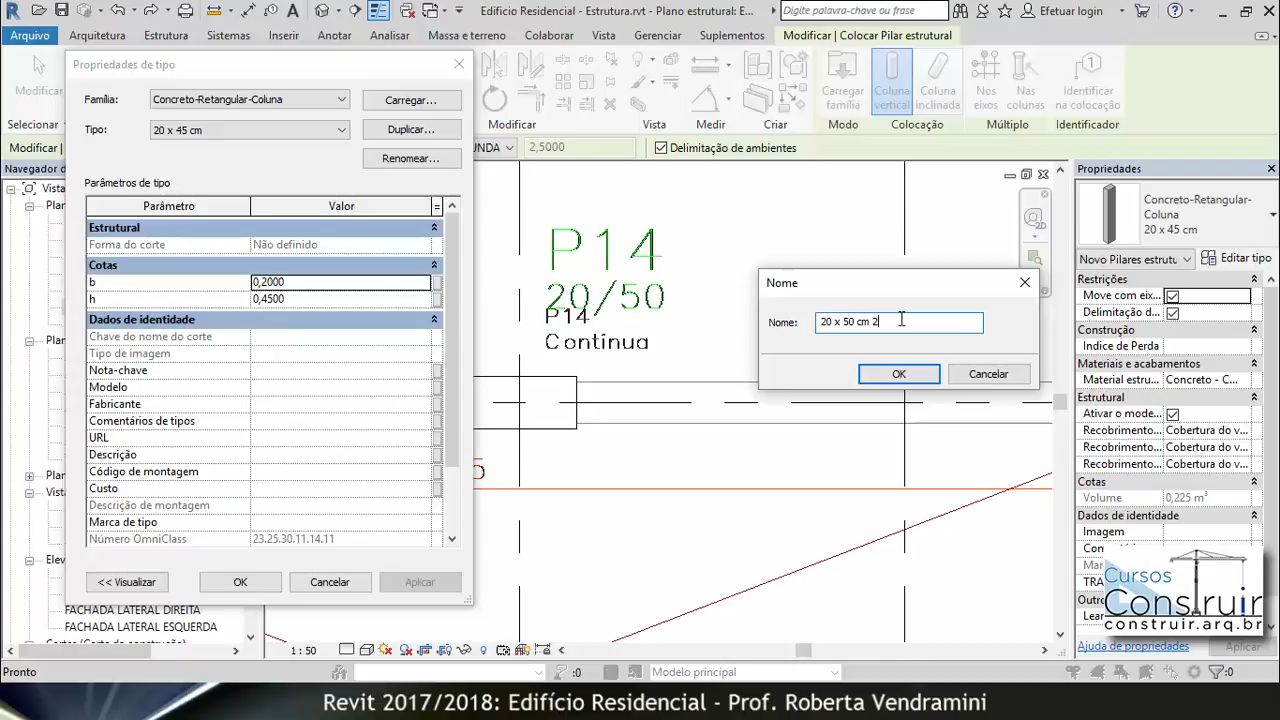 Edifício Residencial - Estrutura.rvt - Plano estrutural: E...
Digite palavra-chave ou frase
Efetuar login
Arquivo
Arquitetura
Estrutura
Sistemas
Inserir
Anotar
Analisar
Massa e terreno
Colaborar
Vista
Gerenciar
Suplementos
Modificar | Colocar Pilar estrutural
Modificar
Carregar família
Coluna vertical
Coluna inclinada
Nos eixos
Nas colunas
Identificar na colocação
Selecionar
Modificar
Vista
Medir
Criar
Modo
Colocação
Múltiplo
Identificador
Modificar |
UNDA
2,5000
Delimitação de ambientes
Navegador de
Vista
Plan
Plan
Plan
Vist
Elev
FACHADA LATERAL DIREITA
FACHADA LATERAL ESQUERDA
Propriedades de tipo
Família:
Concreto-Retangular-Coluna
Carregar...
Tipo:
20 x 45 cm
Duplicar...
Renomear...
Parâmetros de tipo
Parâmetro
Valor
=
Estrutural
Forma do corte
Não definido
Cotas
b
0,2000
h
0,4500
Dados de identidade
Chave do nome do corte
Tipo de imagem
Nota-chave
Modelo
Fabricante
Comentários de tipos
URL
Descrição
Código de montagem
Custo
Descrição de montagem
Marca de tipo
Número OmniClass
23.25.30.11.14.11
<< Visualizar
OK
Cancelar
Aplicar
P14
20/50
P14
Contínua
5
2D
Nome
Nome:
20 x 50 cm 2
OK
Cancelar
Propriedades
Concreto-Retangular-Coluna
20 x 45 cm
Novo Pilares estrutu
Editar tipo
Restrições
Move com eix...
Delimitação d...
Construção
Indice de Perda
Materiais e acabamentos
Material estru...
Concreto - C...
Estrutural
Ativar o mode...
Recobrimento...
Cobertura do v...
Recobrimento...
Cobertura do v...
Recobrimento...
Cobertura do v...
Cotas
Volume
0,225 m³
Dados de identidade
Imagem
Com
Mar
TRA
Outro
Lear
Ajuda de propriedades
Aplicar
Cursos
Construir
construir.arq.br
1 : 50
Pronto
:0
Modelo principal
:0
Revit 2017/2018: Edifício Residencial - Prof. Roberta Vendramini